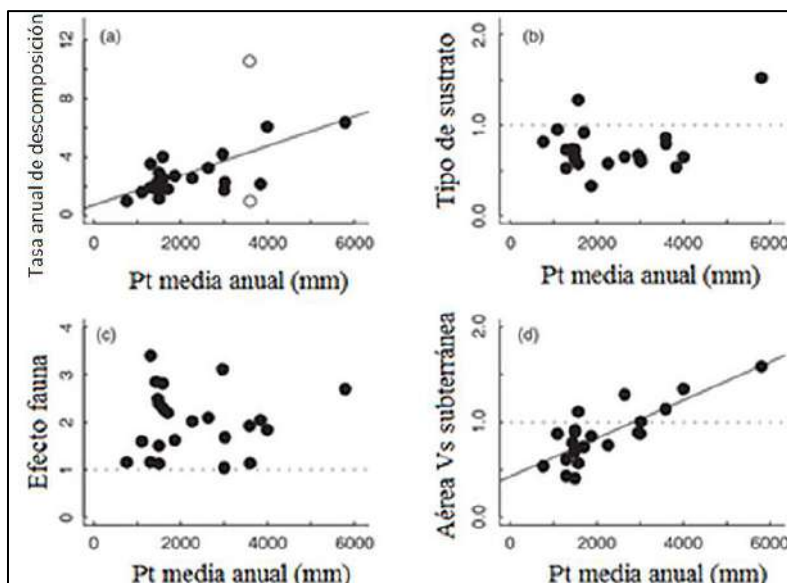 (a)
Tasa anual de descomposición
12
8
4
0
0 2000 4000 6000
Pt media anual (mm)
(b)
Tipo de sustrato
2.0
1.0
0.0
0 2000 4000 6000
Pt media anual (mm)
(c)
Efecto fauna
4
3
2
1
0
0 2000 4000 6000
Pt media anual (mm)
(d)
Aérea Vs subterránea
2.0
1.0
0.0
0 2000 4000 6000
Pt media anual (mm)